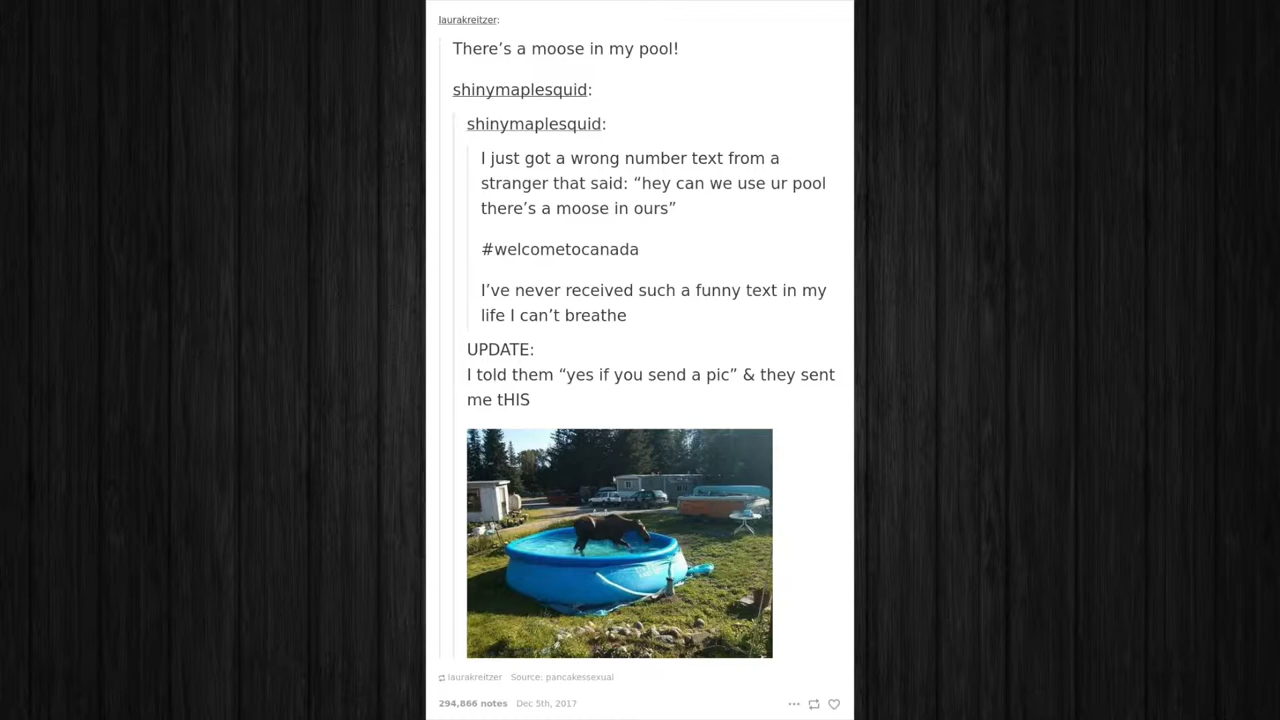 laurakreitzer:
There’s a moose in my pool!
shinymaplesquid:
shinymaplesquid:
I just got a wrong number text from a
stranger that said: “hey can we use ur pool
there’s a moose in ours”
#welcometocanada
I’ve never received such a funny text in my
life I can’t breathe
UPDATE:
I told them “yes if you send a pic” & they sent
me tHIS
laurakreitzer Source: pancakessexual
294,866 notes Dec 5th, 2017